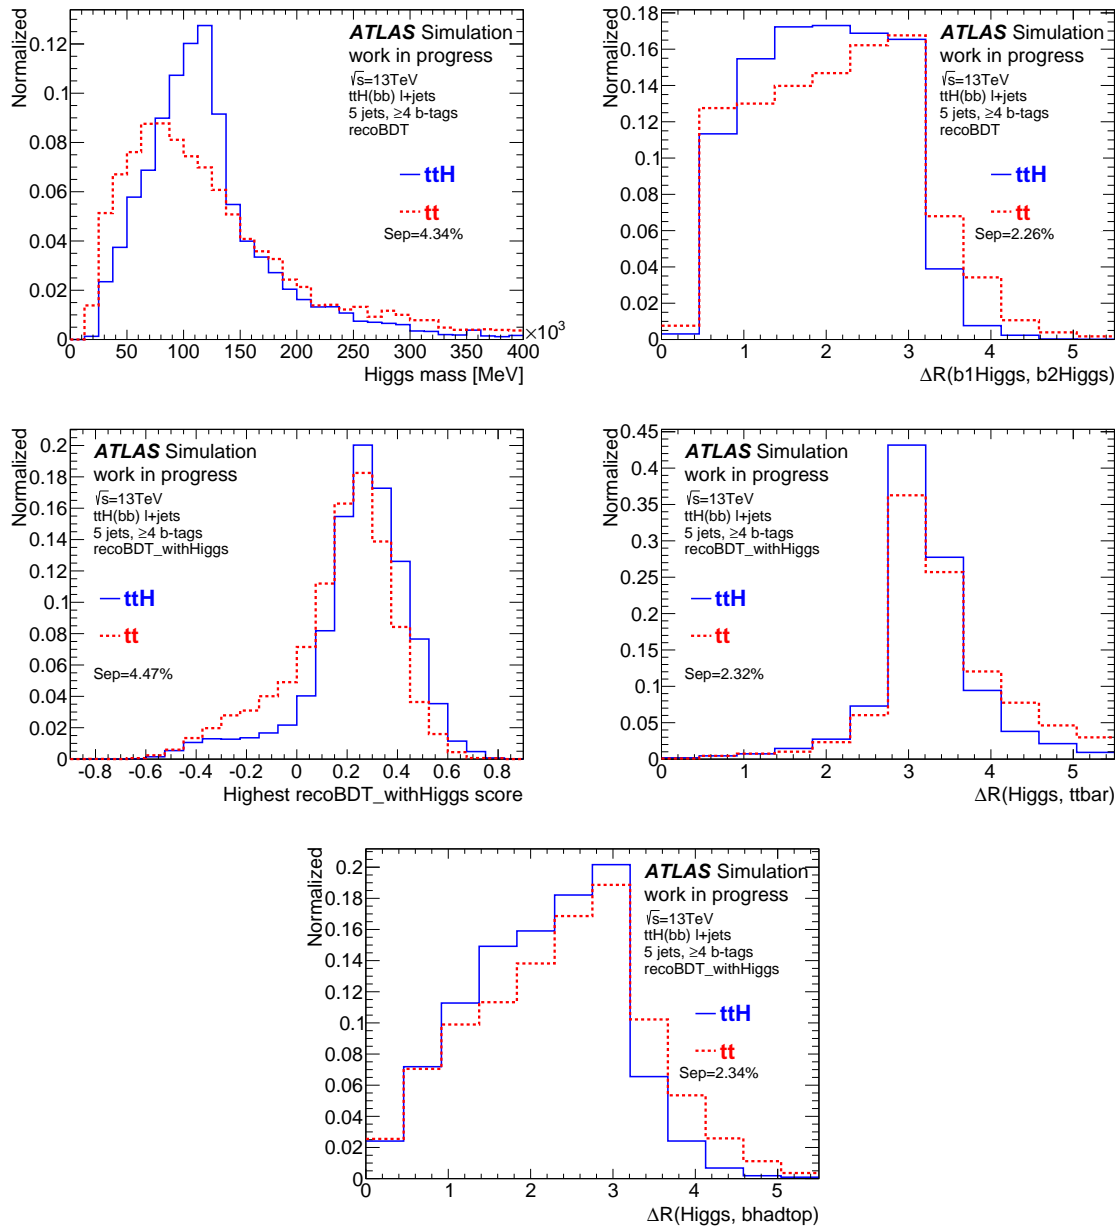 Normalized
0.12
0.1
0.08
0.06
0.04
0.02
0
ATLAS Simulation
work in progress
√s=13TeV
ttH(bb) l+jets
5 jets, ≥4 b-tags
recoBDT
ttH
tt
Sep=4.34%
0 50 100 150 200 250 300 350 400
×10³
Higgs mass [MeV]
Normalized
0.18
0.16
0.14
0.12
0.1
0.08
0.06
0.04
0.02
0
ATLAS Simulation
work in progress
√s=13TeV
ttH(bb) l+jets
5 jets, ≥4 b-tags
recoBDT
ttH
tt
Sep=2.26%
0 1 2 3 4 5
ΔR(b1Higgs, b2Higgs)
Normalized
0.2
0.18
0.16
0.14
0.12
0.1
0.08
0.06
0.04
0.02
0
ATLAS Simulation
work in progress
√s=13TeV
ttH(bb) l+jets
5 jets, ≥4 b-tags
recoBDT_withHiggs
ttH
tt
Sep=4.47%
-0.8 -0.6 -0.4 -0.2 0 0.2 0.4 0.6 0.8
Highest recoBDT_withHiggs score
Normalized
0.45
0.4
0.35
0.3
0.25
0.2
0.15
0.1
0.05
0
ATLAS Simulation
work in progress
√s=13TeV
ttH(bb) l+jets
5 jets, ≥4 b-tags
recoBDT_withHiggs
ttH
tt
Sep=2.32%
0 1 2 3 4 5
ΔR(Higgs, ttbar)
Normalized
0.2
0.18
0.16
0.14
0.12
0.1
0.08
0.06
0.04
0.02
0
ATLAS Simulation
work in progress
√s=13TeV
ttH(bb) l+jets
5 jets, ≥4 b-tags
recoBDT_withHiggs
ttH
tt
Sep=2.34%
0 1 2 3 4 5
ΔR(Higgs, bhadtop)